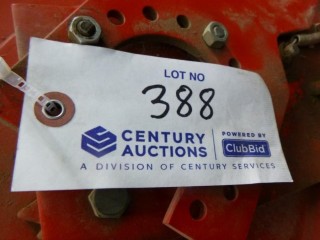 LOT NO
388
CENTURY
AUCTIONS
POWERED BY
ClubBid
A DIVISION OF CENTURY SERVICES